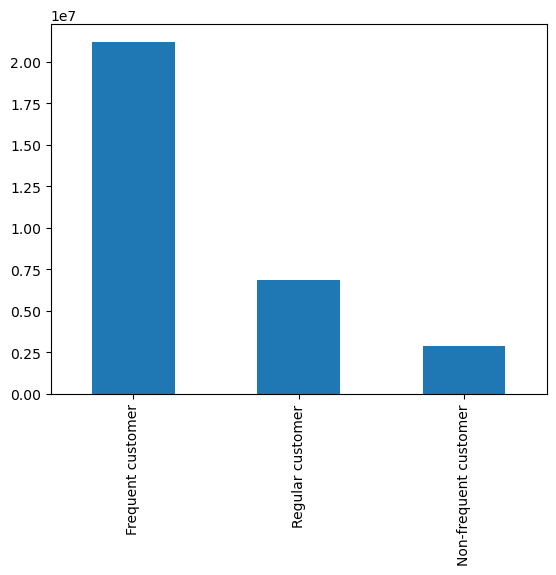 1e7
2.00
1.75
1.50
1.25
1.00
0.75
0.50
0.25
0.00
Frequent customer
Regular customer
Non-frequent customer